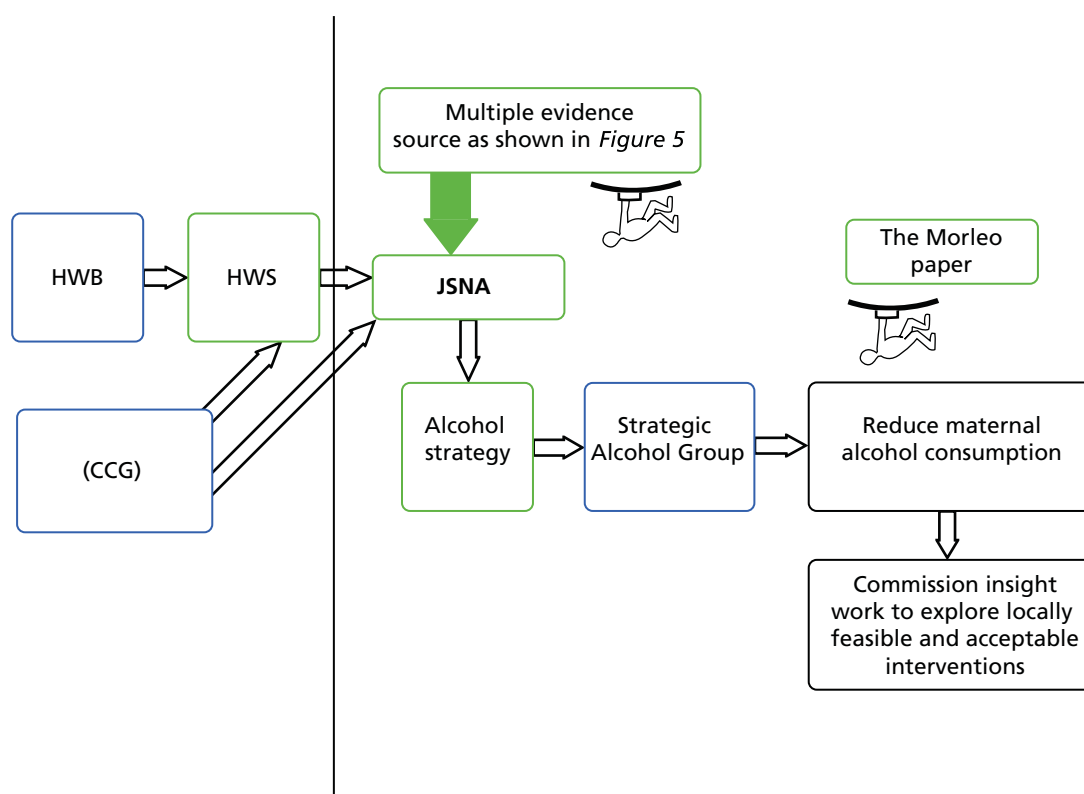 Multiple evidence
source as shown in Figure 5
HWB
HWS
JSNA
The Morleo
paper
(CCG)
Alcohol
strategy
Strategic
Alcohol Group
Reduce maternal
alcohol consumption
Commission insight
work to explore locally
feasible and acceptable
interventions